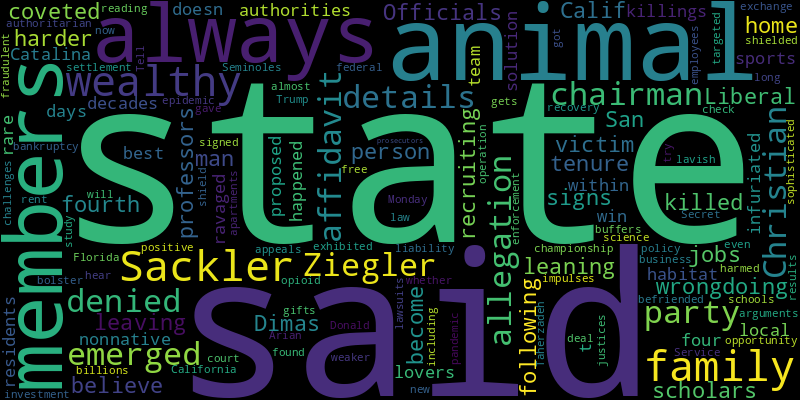 coveted
reading
doesn
authorities
Officials
Calif
killings
exchange
authoritarian
now
always
animal
home
harder
solution
got
shielded
Catalina
Tell
team
employees
targeted
sports
fraudulent
settlement
Seminoles
federal
wealthy
details
chairman
Liberal
long
days
decades
epidemic
almost
Trump
gets
recovery
check
members
rare
gave
signed
affidavit
recruiting
San
bankruptcy
best
professors
man
proposed
happened
prosecutors
person
operation
victim
try
lavish
infuriated
Christian
sophisticated
challenges
state
free
tenure
within
rent
will
shield
ravaged
apartments
Monday
signs
killed
fourth
law
enforcement
win
Secret
study
buffers
science
positive
appeals
exhibited
liability
championship
policy
even
Florida
Sackler
Ziegler
allegation
leaning
jobs
business
bolster
hear
opioid
whether
impulses
habitat
harmed
results
denied
said
wrongdoing
gifts
lawsuits
befriended
schools
residents
leaving
Dimas
Donald
become
including
pandemic
following
Taherzadeh
party
arguments
nonnative
Arian
weaker
deal
justices
four
opportunity
local
emerged
court
found
tl
Service
family
billions
California
lovers
believe
new
scholars
investment